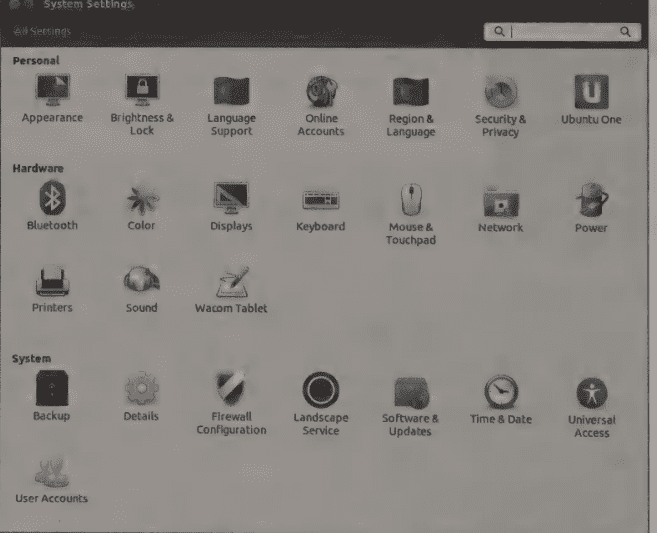 System Settings
All Settings
Personal
Appearance
Brightness &
Lock
Language
Support
Online
Accounts
Region &
Language
Security &
Privacy
Ubuntu One
Hardware
Bluetooth
Color
Displays
Keyboard
Mouse &
Touchpad
Network
Power
Printers
Sound
Wacom Tablet
System
Backup
Details
Firewall
Configuration
Landscape
Service
Software &
Updates
Time & Date
Universal
Access
User Accounts